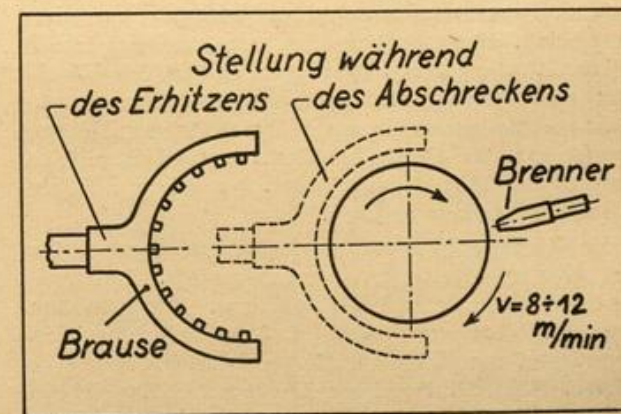 Stellung während
des Erhitzens des Abschreckens
Brenner
v=8÷12
m/min
Brause